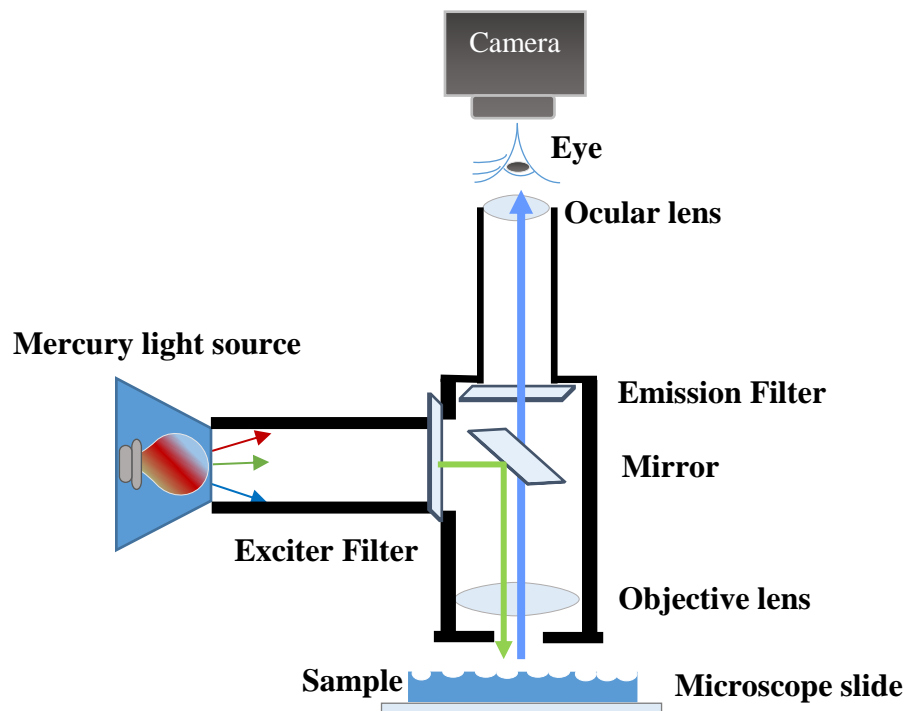 Camera
Eye
Ocular lens
Mercury light source
Emission Filter
Mirror
Exciter Filter
Objective lens
Sample
Microscope slide